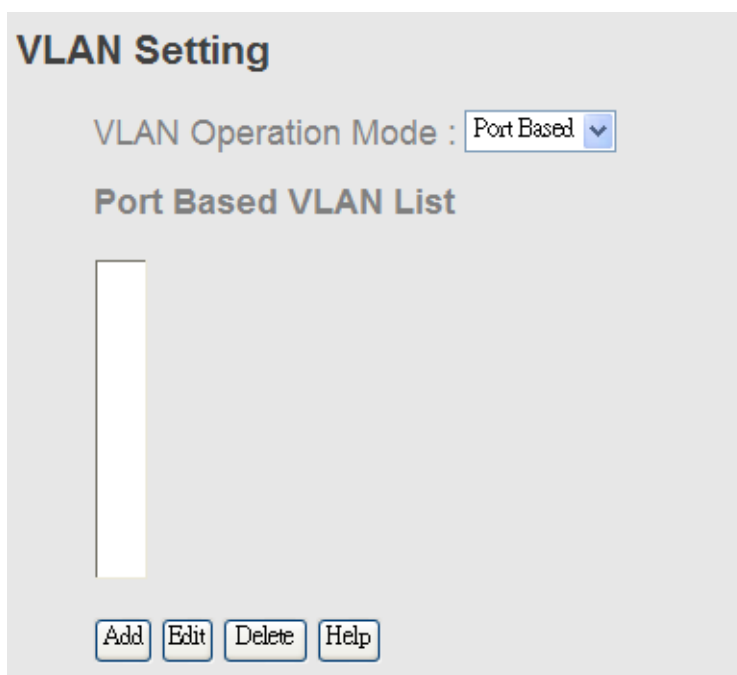 VLAN Setting
VLAN Operation Mode : Port Based
Port Based VLAN List
Add Edit Delete Help